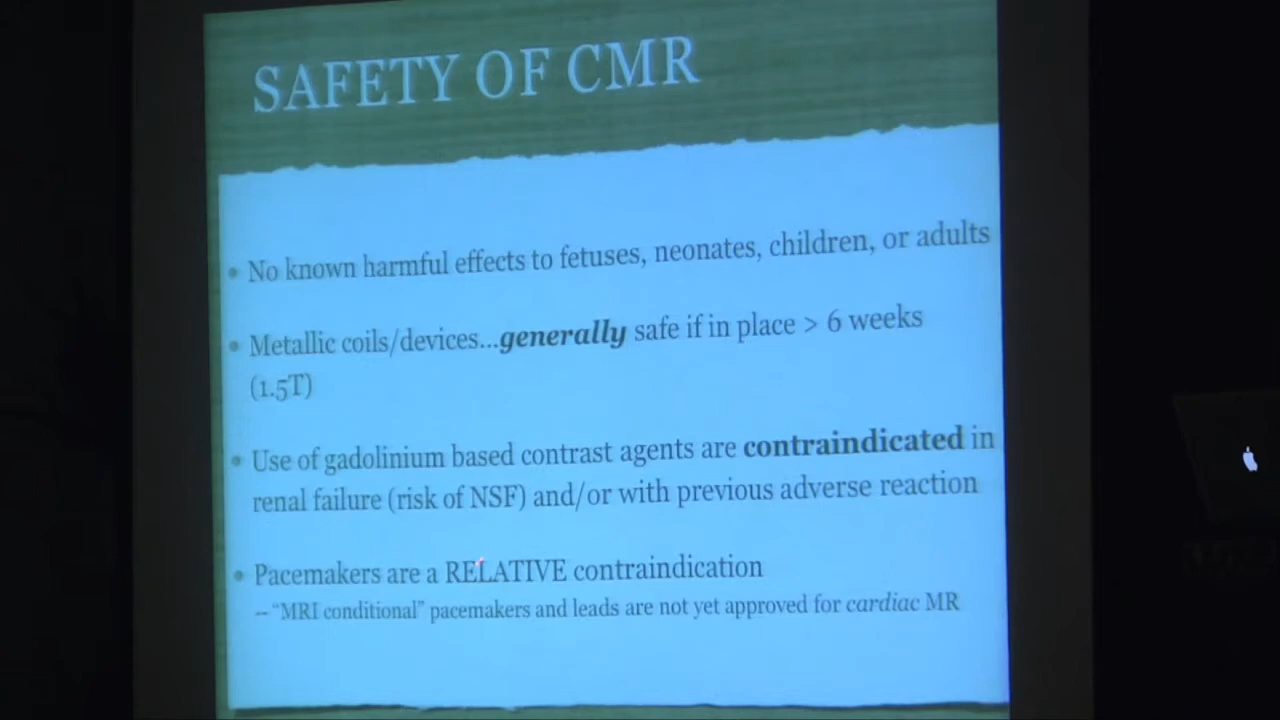 SAFETY OF CMR
• No known harmful effects to fetuses, neonates, children, or adults
• Metallic coils/devices...generally safe if in place > 6 weeks
(1.5T)
• Use of gadolinium based contrast agents are contraindicated in
renal failure (risk of NSF) and/or with previous adverse reaction
• Pacemakers are a RELATIVE contraindication
– “MRI conditional” pacemakers and leads are not yet approved for cardiac MR